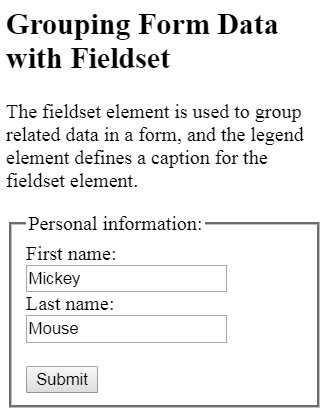 Grouping Form Data
with Fieldset
The fieldset element is used to group
related data in a form, and the legend
element defines a caption for the
fieldset element.
Personal information:
First name:
Mickey
Last name:
Mouse
Submit